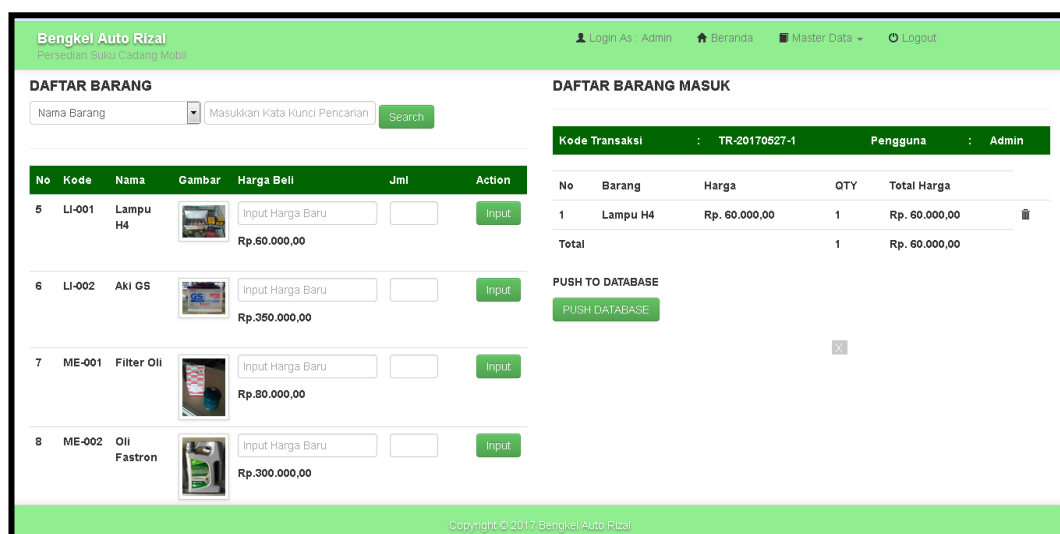 Bengkel Auto Rizal
Persedian Suku Cadang Mobil
Login As : Admin
Beranda
Master Data
Logout
DAFTAR BARANG
Nama Barang
Masukkan Kata Kunci Pencarian
Search
No Kode Nama Gambar Harga Beli Jml Action
5 LI-001 Lampu H4 Input Harga Baru Input
Rp.60.000,00
6 LI-002 Aki GS Input Harga Baru Input
Rp.350.000,00
7 ME-001 Filter Oli Input Harga Baru Input
Rp.80.000,00
8 ME-002 Oli Fastron Input Harga Baru Input
Rp.300.000,00
DAFTAR BARANG MASUK
Kode Transaksi : TR-20170527-1 Pengguna : Admin
No Barang Harga QTY Total Harga
1 Lampu H4 Rp. 60.000,00 1 Rp. 60.000,00
Total 1 Rp. 60.000,00
PUSH TO DATABASE
PUSH DATABASE
X
Copyright © 2017 Bengkel Auto Rizal